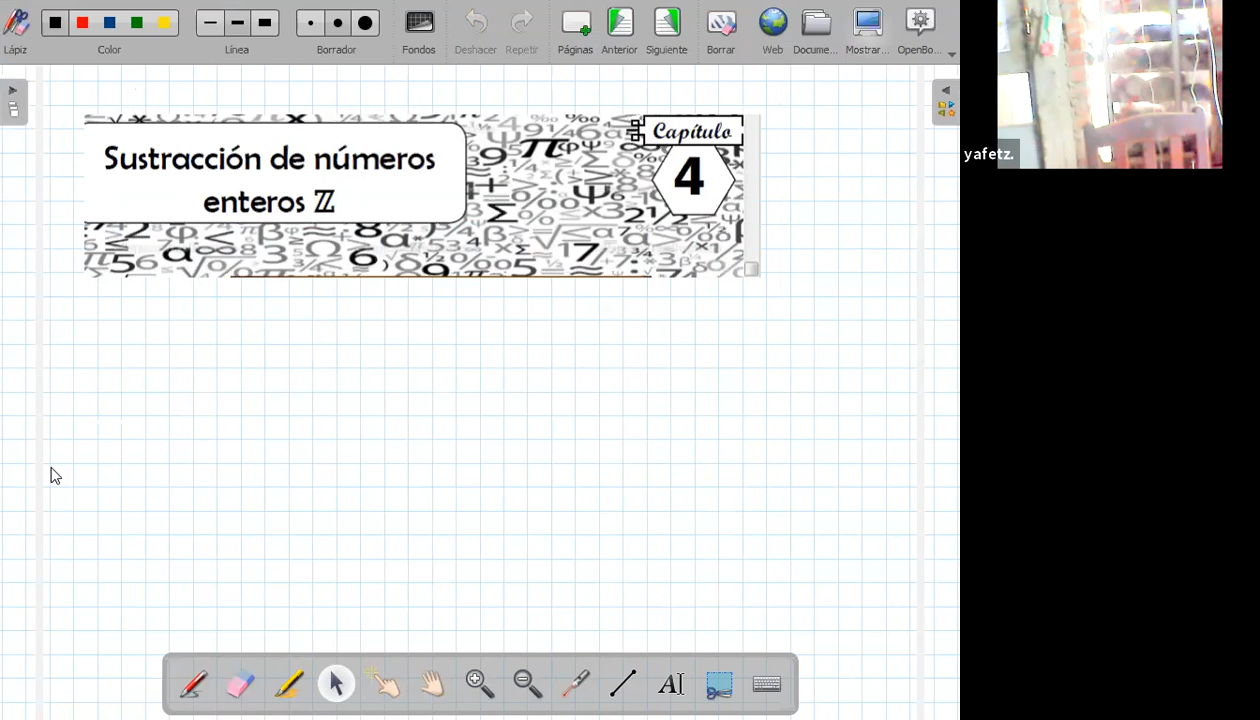 Lápiz
Color
Línea
Borrador
Fondos
Deshacer
Repetir
Páginas
Anterior
Siguiente
Borrar
Web
Docume...
Mostrar...
OpenBo...
Sustracción de números
enteros ℤ
Capítulo
4
yafetz.